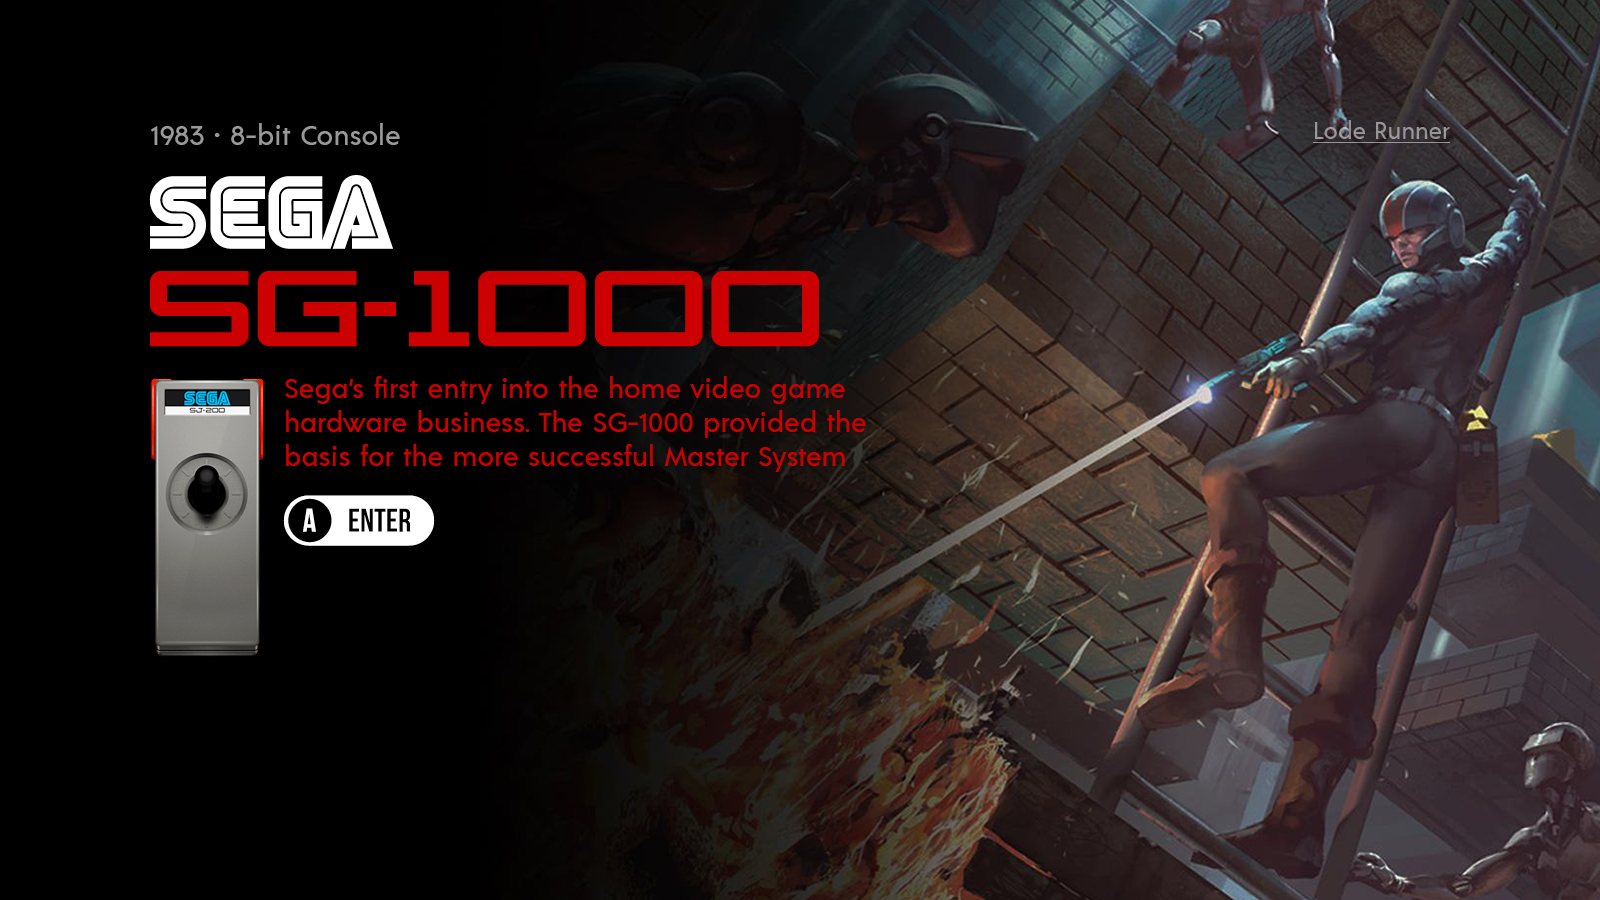 1983 · 8-bit Console
Lode Runner
SEGA
SG-1000
SEGA
SJ-200
Sega's first entry into the home video game
hardware business. The SG-1000 provided the
basis for the more successful Master System
A ENTER